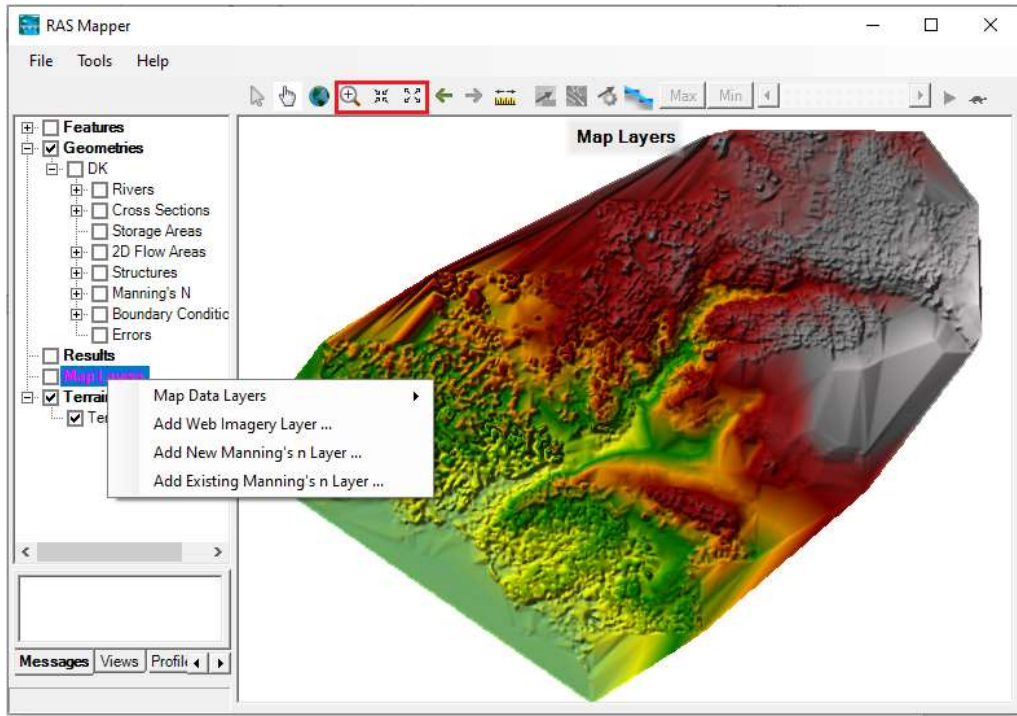 RAS Mapper
File Tools Help
Max Min
Map Layers
Features
Geometries
DK
Rivers
Cross Sections
Storage Areas
2D Flow Areas
Structures
Manning's N
Boundary Conditic
Errors
Results
Map Layers
Terrai
Ter
Map Data Layers
Add Web Imagery Layer ...
Add New Manning's n Layer ...
Add Existing Manning's n Layer ...
Messages Views Profil